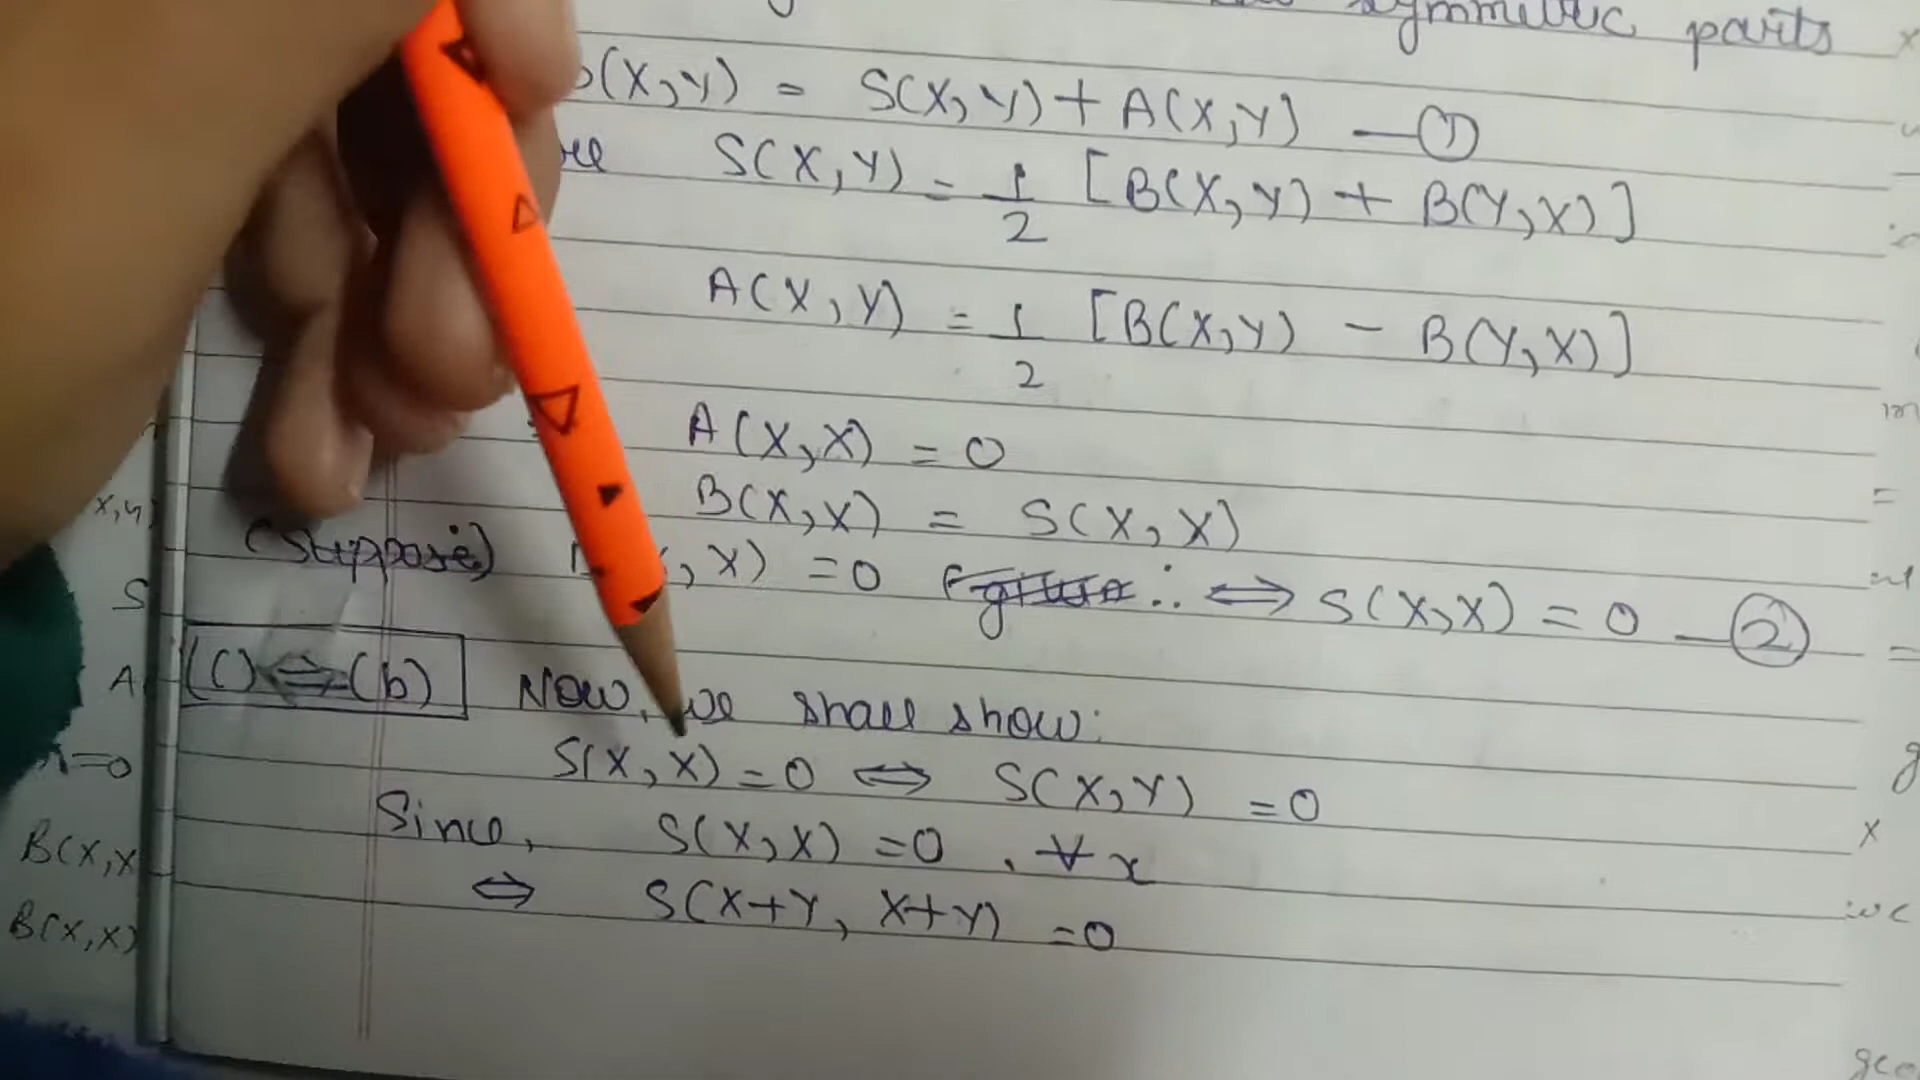 symmetric parts
(X,Y) = S(X,Y) + A(X,Y) — ①
S(X,Y) = 1/2 [B(X,Y) + B(Y,X)]
A(X,Y) = 1/2 [B(X,Y) - B(Y,X)]
A(X,X) = 0
B(X,X) = S(X,X)
(Suppose) , X) = 0 ∴ ⇔ S(X,X) = 0 — ②
(C) ⇔ (b) Now, we shall show:
S(X,X) = 0 ⇔ S(X,Y) = 0
Since, S(X,X) = 0 , ∀ x
⇔ S(X+Y, X+Y) = 0
x,y)
S
A
=0
B(X,X
B(X,X)